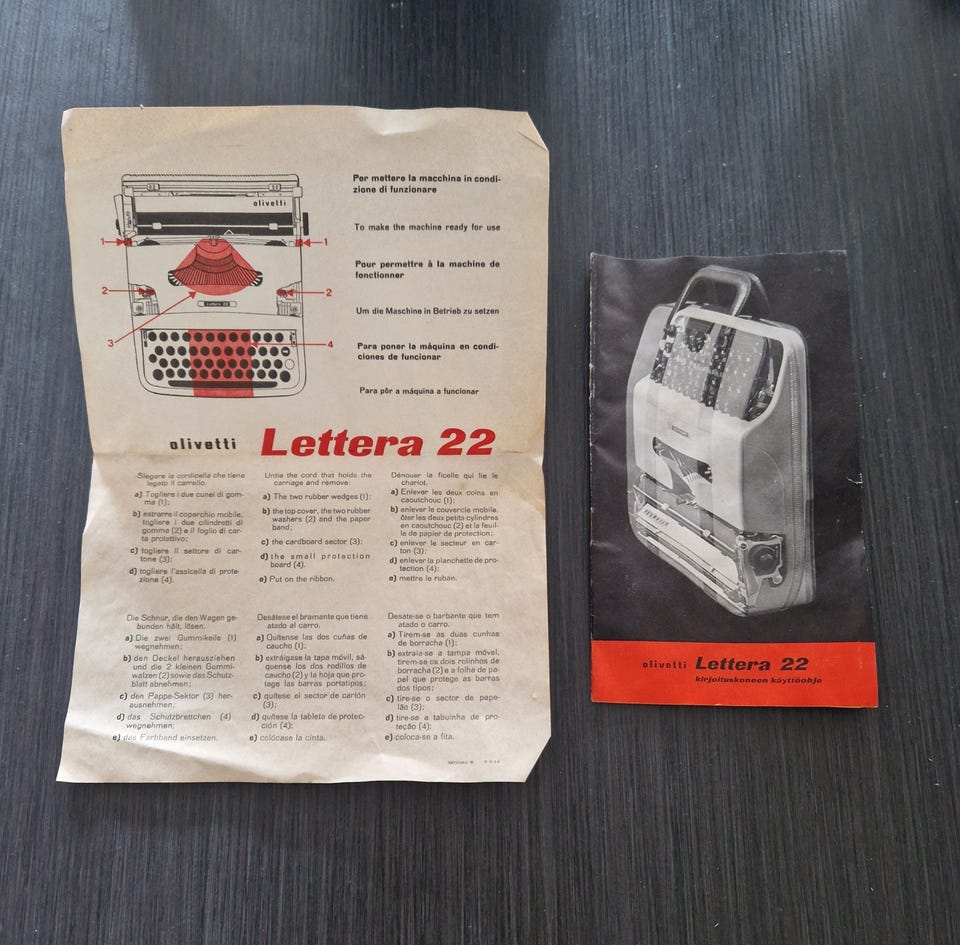 olivetti
Lettera 22
1
1
2
2
3
4
Per mettere la macchina in condi-
zione di funzionare
To make the machine ready for use
Pour permettre à la machine de
fonctionner
Um die Maschine in Betrieb zu setzen
Para poner la máquina en condi-
ciones de funcionar
Para pôr a máquina a funcionar
olivetti Lettera 22
Slegare la cordicella che tiene
legato il carrello.
a) Togliere i due cunei di gom-
ma (1);
b) estrarre il coperchio mobile,
togliere i due cilindretti di
gomma (2) e il foglio di car-
ta protettivo;
c) togliere il settore di car-
tone (3);
d) togliere l'assicella di prote-
zione (4).
Untie the cord that holds the
carriage and remove:
a) The two rubber wedges (1);
b) the top cover, the two rubber
washers (2) and the paper
band;
c) the cardboard sector (3);
d) the small protection
board (4).
e) Put on the ribbon.
Dénouer la ficelle qui lie le
chariot.
a) Enlever les deux coins en
caoutchouc (1);
b) enlever le couvercle mobile,
ôter les deux petits cylindres
en caoutchouc (2) et la feuil-
le de papier de protection;
c) enlever le secteur en car-
ton (3);
d) enlever la planchette de pro-
tection (4);
e) mettre le ruban.
Die Schnur, die den Wagen ge-
bunden hält, lösen.
a) Die zwei Gummikeile (1)
wegnehmen;
b) den Deckel herausziehen
und die 2 kleinen Gummi-
walzen (2) sowie das Schutz-
blatt abnehmen;
c) den Pappe-Sektor (3) her-
ausnehmen;
d) das Schutzbrettchen (4)
wegnehmen;
e) das Farbband einsetzen.
Desátese el bramante que tiene
atado al carro.
a) Quítense las dos cuñas de
caucho (1);
b) extráigase la tapa móvil, sá-
quense los dos rodillos de
caucho (2) y la hoja que pro-
tege las barras portatipos;
c) quítese el sector de cartón
(3);
d) quítese la tableta de protec-
ción (4);
e) colócase la cinta.
Desate-se o barbante que tem
atado o carro.
a) Tirem-se as duas cunhas
de borracha (1);
b) extraia-se a tampa móvel,
tirem-se os dois rolinhos de
borracha (2) e a folha de pa-
pel que protege as barras
dos tipos;
c) tire-se o sector de pape-
lão (3);
d) tire-se a tabuinha de pro-
tecão (4);
e) coloca-se a fita.
olivetti Lettera 22
kirjoituskoneen käyttöohje